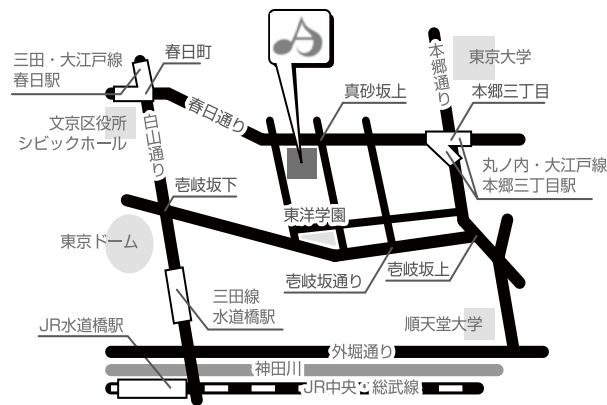 三田・大江戸線
春日駅
春日町
本郷通り
東京大学
真砂坂上
本郷三丁目
春日通り
文京区役所
シビックホール
白山通り
丸ノ内・大江戸線
本郷三丁目駅
壱岐坂下
東洋学園
東京ドーム
壱岐坂通り
壱岐坂上
三田線
水道橋駅
JR水道橋駅
順天堂大学
外堀通り
神田川
JR中央・総武線